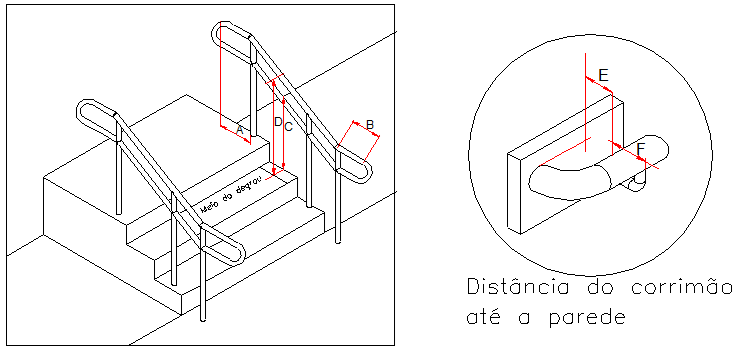 A
B
D
C
Meio do degrau
E
F
Distância do corrimão
até a parede